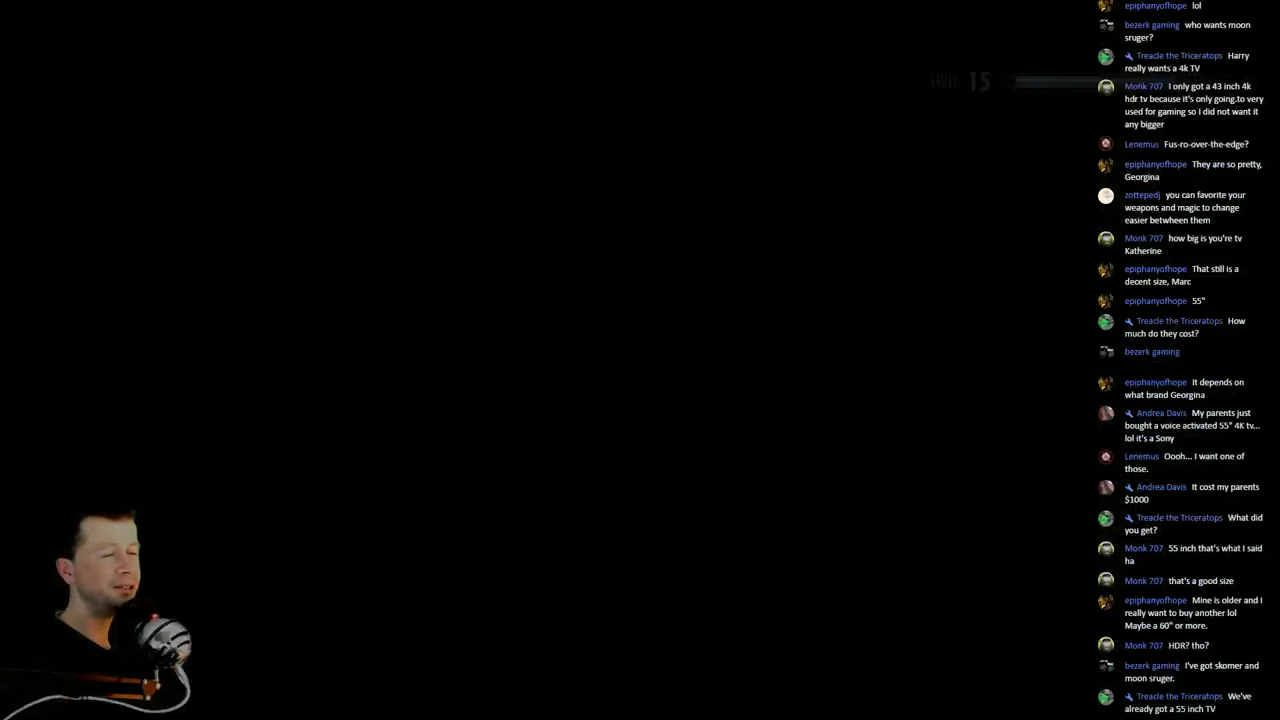 LEVEL 15
epiphanyofhope lol
bezerk gaming who wants moon
sruger?
Treacle the Triceratops Harry
really wants a 4k TV
Monk 707 I only got a 43 inch 4k
hdr tv because it's only going.to very
used for gaming so I did not want it
any bigger
Lenemus Fus-ro-over-the-edge?
epiphanyofhope They are so pretty,
Georgina
zottepedj you can favorite your
weapons and magic to change
easier betwheen them
Monk 707 how big is you're tv
Katherine
epiphanyofhope That still is a
decent size, Marc
epiphanyofhope 55"
Treacle the Triceratops How
much do they cost?
bezerk gaming
epiphanyofhope It depends on
what brand Georgina
Andrea Davis My parents just
bought a voice activated 55" 4K tv...
lol it's a Sony
Lenemus Oooh... I want one of
those.
Andrea Davis It cost my parents
$1000
Treacle the Triceratops What did
you get?
Monk 707 55 inch that's what I said
ha
Monk 707 that's a good size
epiphanyofhope Mine is older and I
really want to buy another lol
Maybe a 60" or more.
Monk 707 HDR? tho?
bezerk gaming I've got skomer and
moon sruger.
Treacle the Triceratops We've
already got a 55 inch TV